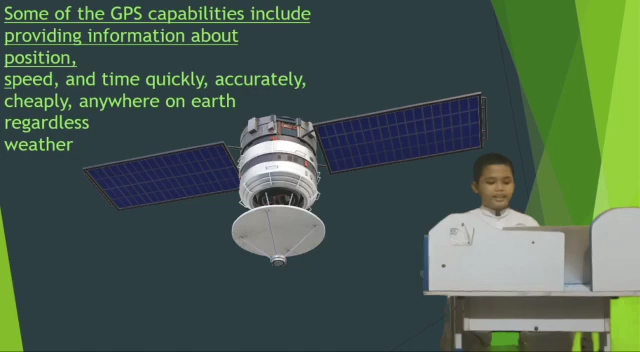 Some of the GPS capabilities include
providing information about
position,
speed, and time quickly, accurately,
cheaply, anywhere on earth
regardless
weather